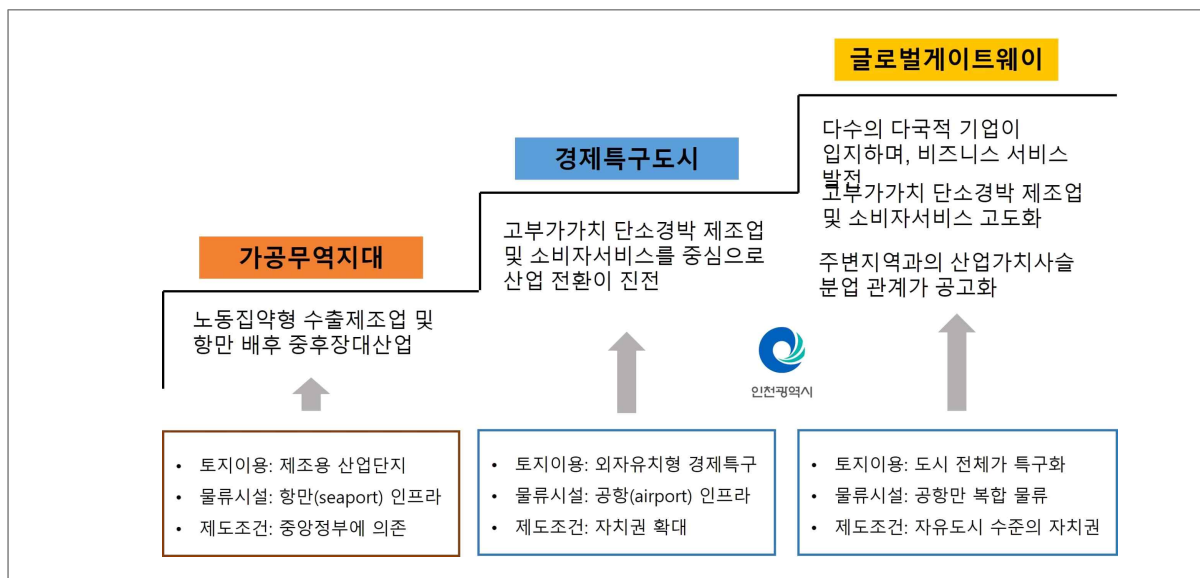 글로벌게이트웨이
다수의 다국적 기업이
입지하며, 비즈니스 서비스
발전
고부가가치 단소경박 제조업
및 소비자서비스 고도화
주변지역과의 산업가치사슬
분업 관계가 공고화
경제특구도시
고부가가치 단소경박 제조업
및 소비자서비스를 중심으로
산업 전환이 진전
가공무역지대
노동집약형 수출제조업 및
항만 배후 중후장대산업
인천광역시
• 토지이용: 제조용 산업단지
• 물류시설: 항만(seaport) 인프라
• 제도조건: 중앙정부에 의존
• 토지이용: 외자유치형 경제특구
• 물류시설: 공항(airport) 인프라
• 제도조건: 자치권 확대
• 토지이용: 도시 전체가 특구화
• 물류시설: 공항만 복합 물류
• 제도조건: 자유도시 수준의 자치권